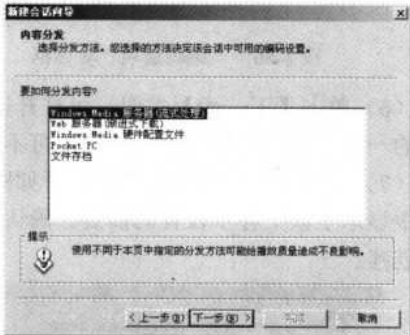 新建会话向导
内容分发
选择分发方法。您选择的方法决定该会话中可用的编码设置。
要如何分发内容?
Windows Media 服务器(流式处理)
Web 服务器(渐进式下载)
Windows Media 硬件配置文件
Pocket PC
文件存档
提示
使用不同于本页中指定的分发方法可能给播放质量造成不良影响。
<上一步(B) 下一步(N)> 完成 取消